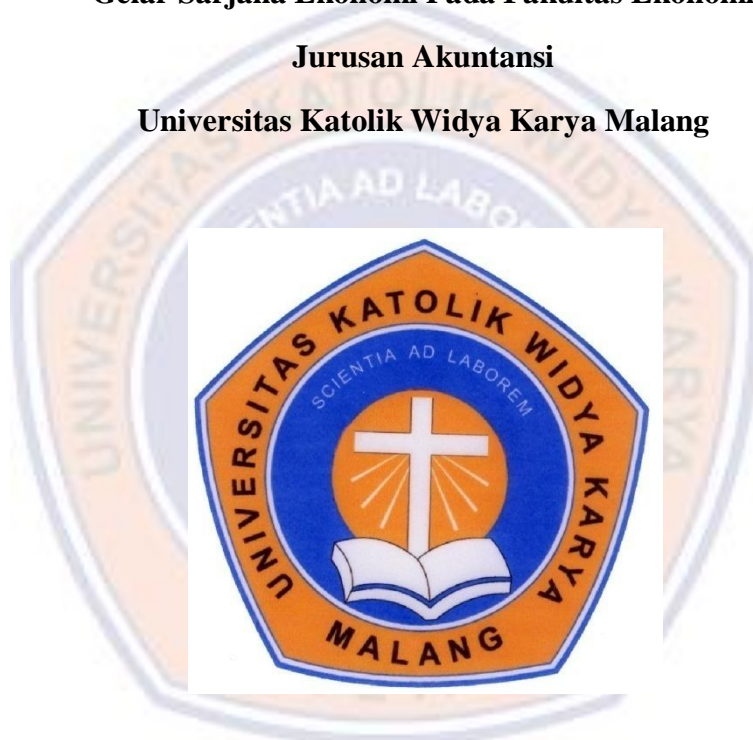 Gelar Sarjana Ekonomi Pada Fakultas Ekonomi
Jurusan Akuntansi
Universitas Katolik Widya Karya Malang
UNIVERSITAS KATOLIK WIDYA KARYA
SCIENTIA AD LABOREM
MALANG